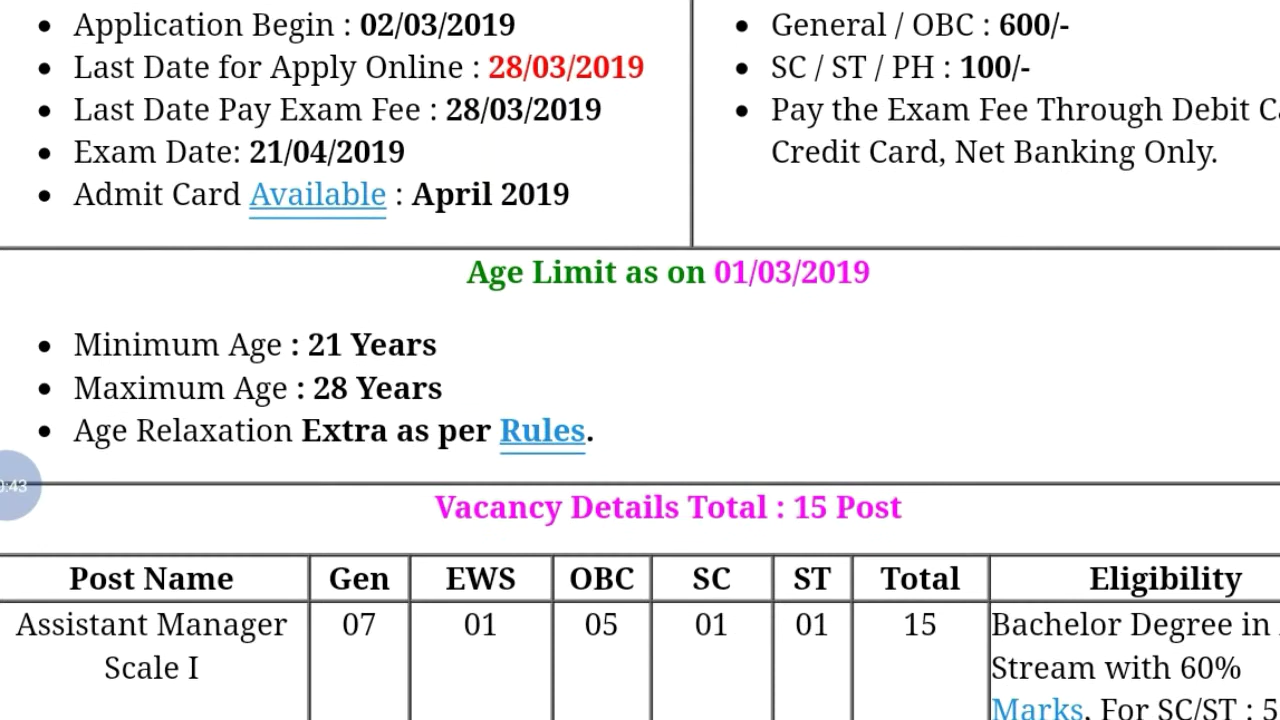 Application Begin : 02/03/2019
Last Date for Apply Online : 28/03/2019
Last Date Pay Exam Fee : 28/03/2019
Exam Date: 21/04/2019
Admit Card Available : April 2019
General / OBC : 600/-
SC / ST / PH : 100/-
Pay the Exam Fee Through Debit
Credit Card, Net Banking Only.
Age Limit as on 01/03/2019
Minimum Age : 21 Years
Maximum Age : 28 Years
Age Relaxation Extra as per Rules.
:43
Vacancy Details Total : 15 Post
Post Name Gen EWS OBC SC ST Total Eligibility
Assistant Manager 07 01 05 01 01 15 Bachelor Degree in
Scale I Stream with 60%
Marks. For SC/ST : 5